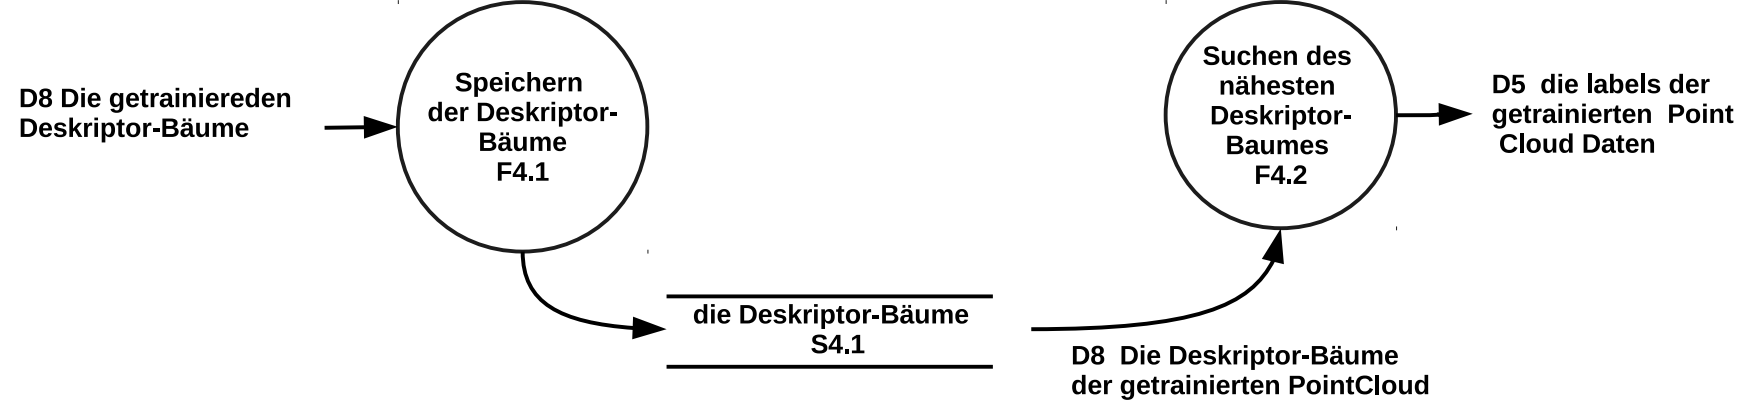 D8 Die getrainiereden
Deskriptor-Bäume
Speichern
der Deskriptor-
Bäume
F4.1
die Deskriptor-Bäume
S4.1
D8 Die Deskriptor-Bäume
der getrainierten PointCloud
Suchen des
nähesten
Deskriptor-
Baumes
F4.2
D5 die labels der
getrainierten Point
Cloud Daten